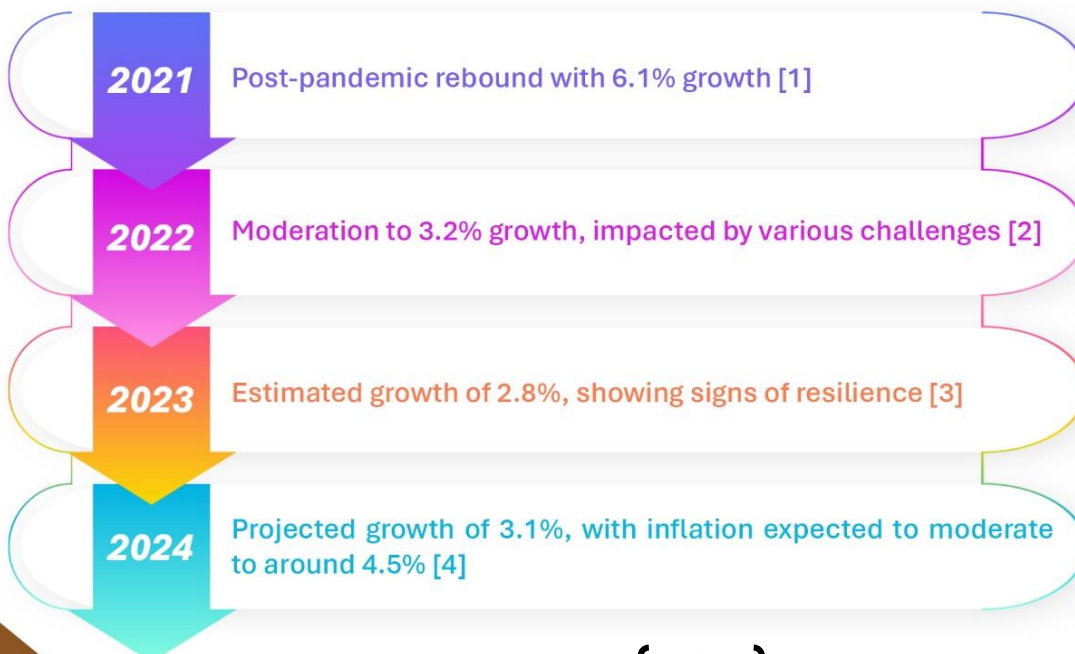 2021
Post-pandemic rebound with 6.1% growth [1]
2022
Moderation to 3.2% growth, impacted by various challenges [2]
2023
Estimated growth of 2.8%, showing signs of resilience [3]
2024
Projected growth of 3.1%, with inflation expected to moderate
to around 4.5% [4]